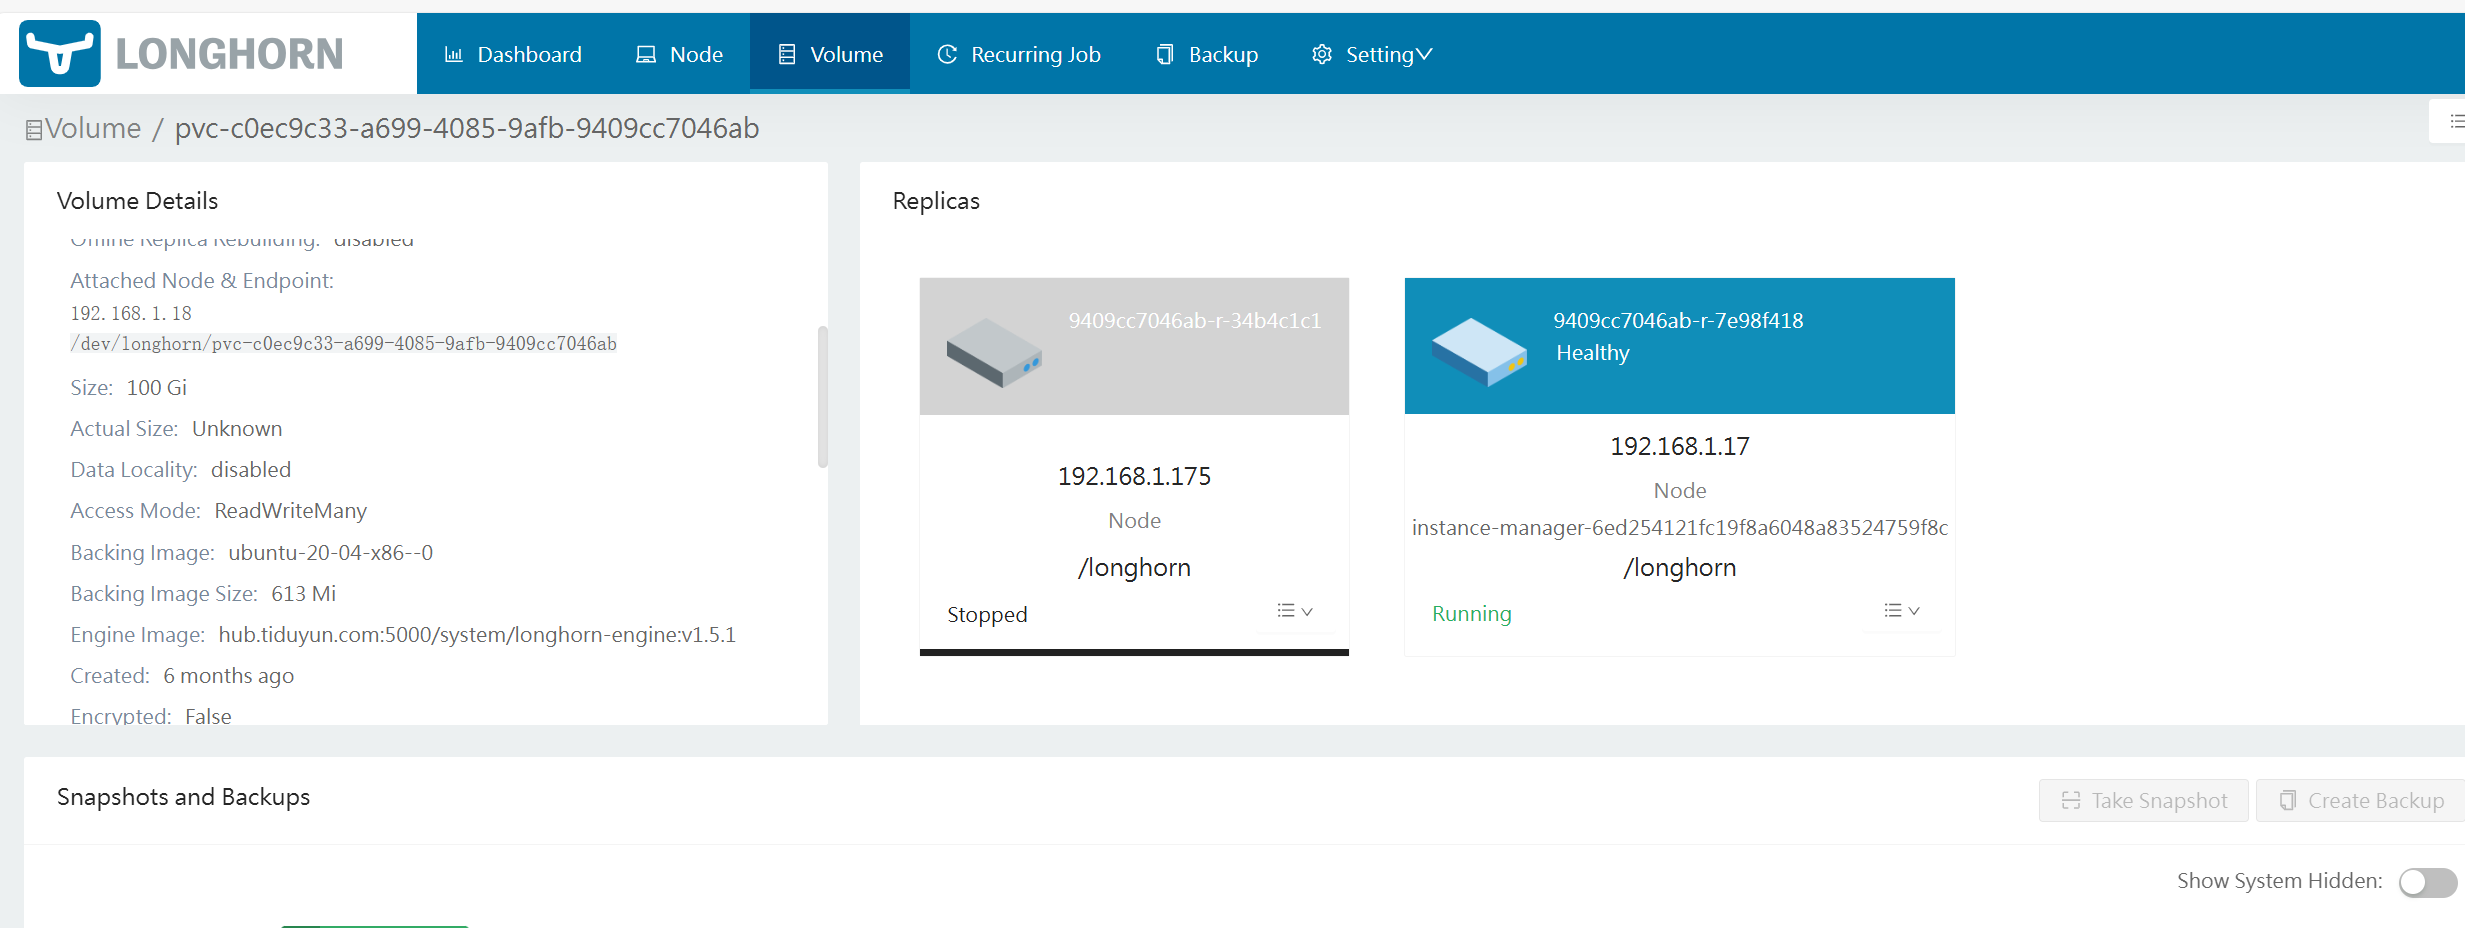 LONGHORN
Dashboard
Node
Volume
Recurring Job
Backup
Setting
Volume / pvc-c0ec9c33-a699-4085-9afb-9409cc7046ab
Volume Details
Offline Replica Rebuilding: disabled
Attached Node & Endpoint:
192.168.1.18
/dev/longhorn/pvc-c0ec9c33-a699-4085-9afb-9409cc7046ab
Size: 100 Gi
Actual Size: Unknown
Data Locality: disabled
Access Mode: ReadWriteMany
Backing Image: ubuntu-20-04-x86--0
Backing Image Size: 613 Mi
Engine Image: hub.tiduyun.com:5000/system/longhorn-engine:v1.5.1
Created: 6 months ago
Encrypted: False
Replicas
9409cc7046ab-r-34b4c1c1
192.168.1.175
Node
/longhorn
Stopped
9409cc7046ab-r-7e98f418
Healthy
192.168.1.17
Node
instance-manager-6ed254121fc19f8a6048a83524759f8c
/longhorn
Running
Snapshots and Backups
Take Snapshot
Create Backup
Show System Hidden: